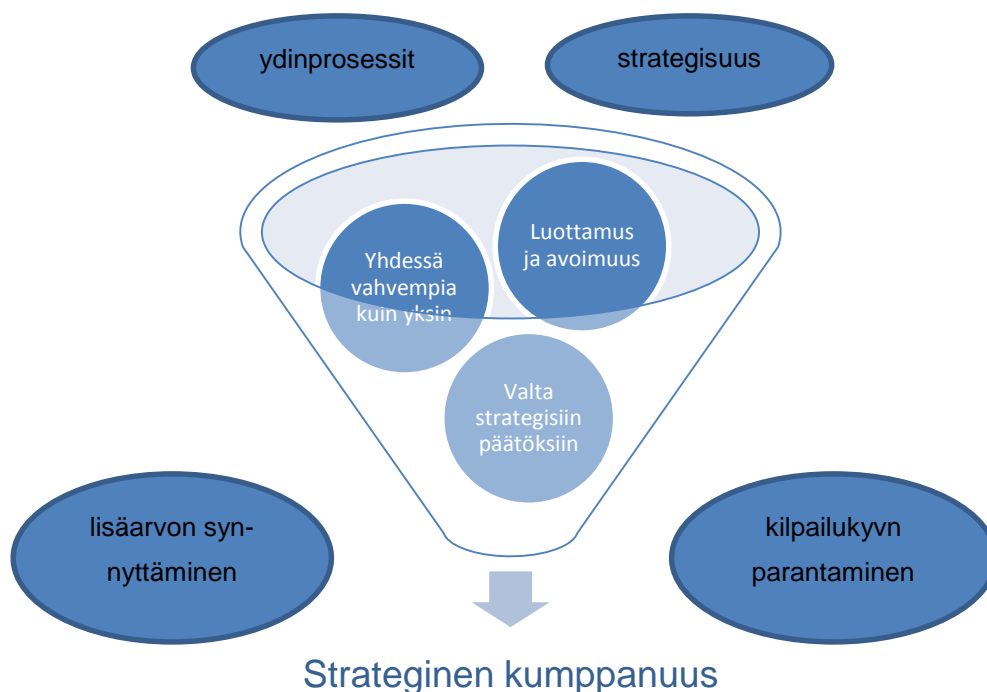 ydinprosessit
strategisuus
Luottamus
ja avoimuus
Yhdessä
vahvempia
kuin yksin
Valta
strategisiin
päätöksiin
lisäarvon syn-
nyttäminen
kilpailukyvn
parantaminen
Strateginen kumppanuus